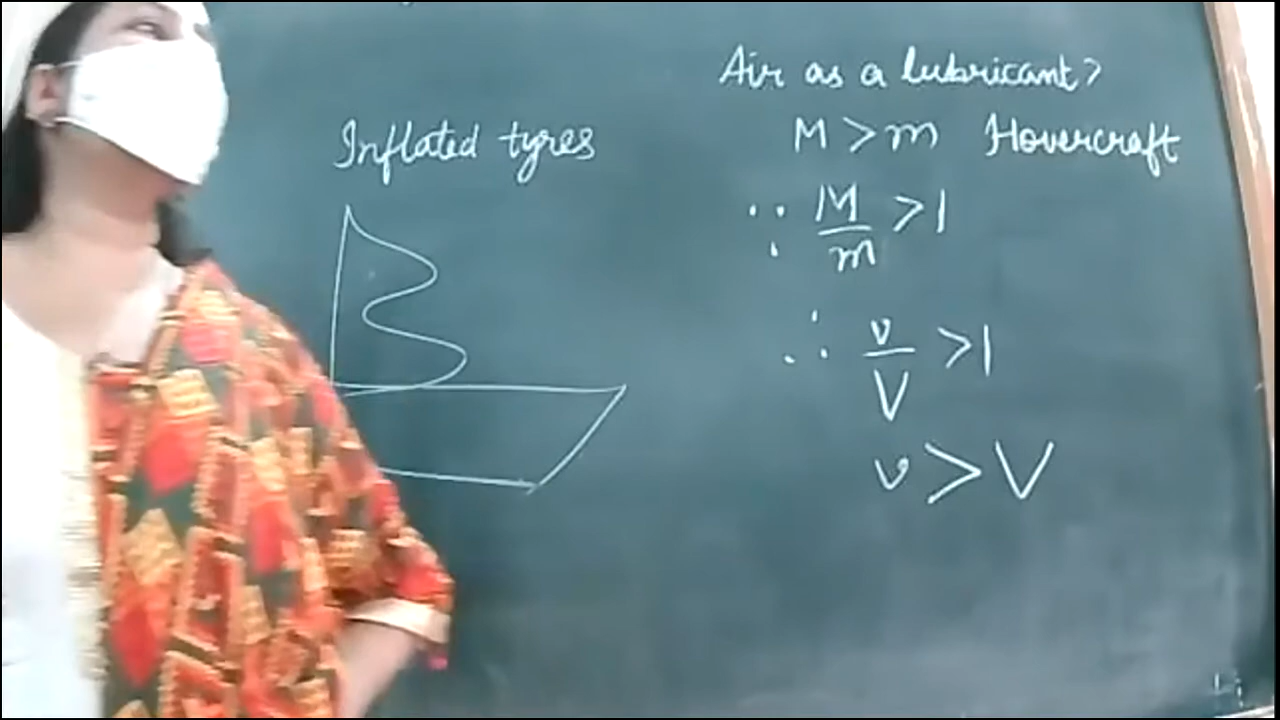 Air as a lubricant >
Inflated tyres
M > m Hovercraft
∵ M/m > 1
∴ v/V > 1
v > V